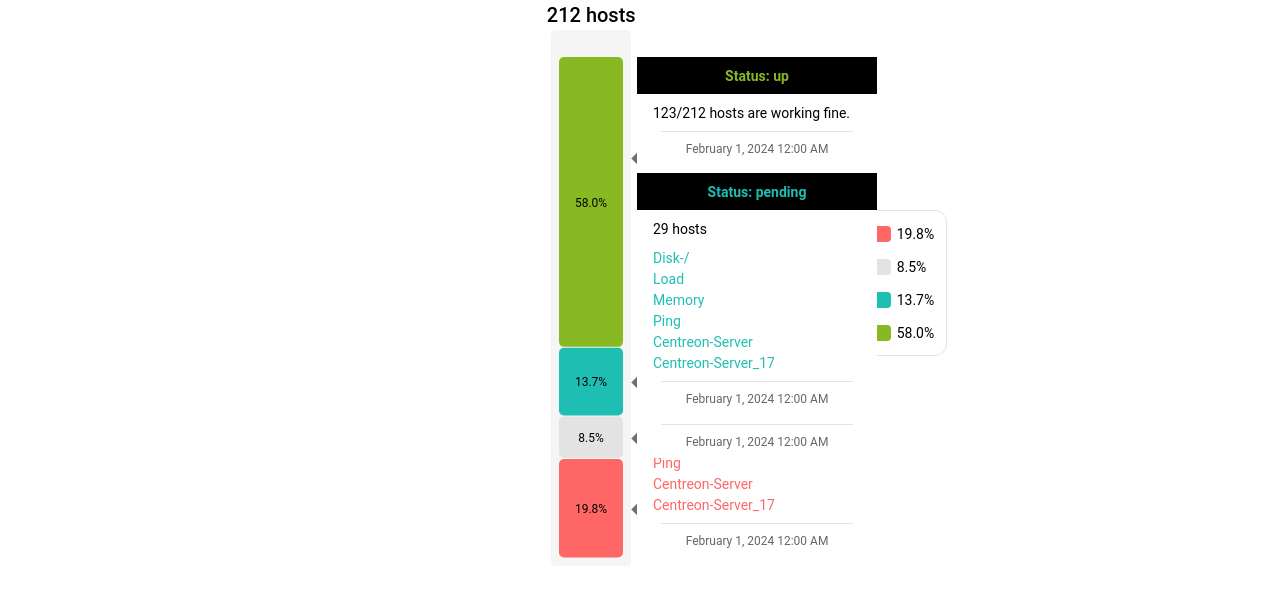 212 hosts
Status: up
123/212 hosts are working fine.
February 1, 2024 12:00 AM
58.0%
Status: pending
29 hosts
Disk-/
Load
Memory
Ping
Centreon-Server
Centreon-Server_17
February 1, 2024 12:00 AM
19.8%
8.5%
13.7%
58.0%
13.7%
8.5%
February 1, 2024 12:00 AM
Ping
Centreon-Server
Centreon-Server_17
19.8%
February 1, 2024 12:00 AM